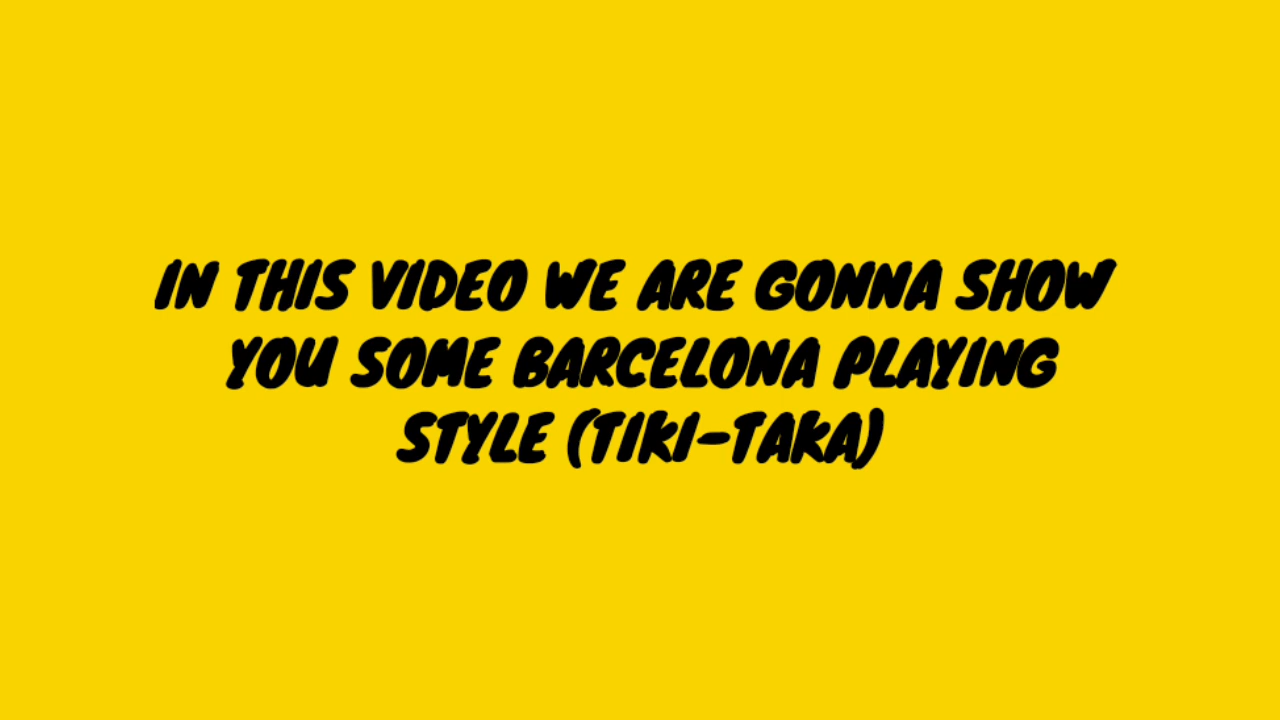 IN THIS VIDEO WE ARE GONNA SHOW
YOU SOME BARCELONA PLAYING
STYLE (TIKI-TAKA)